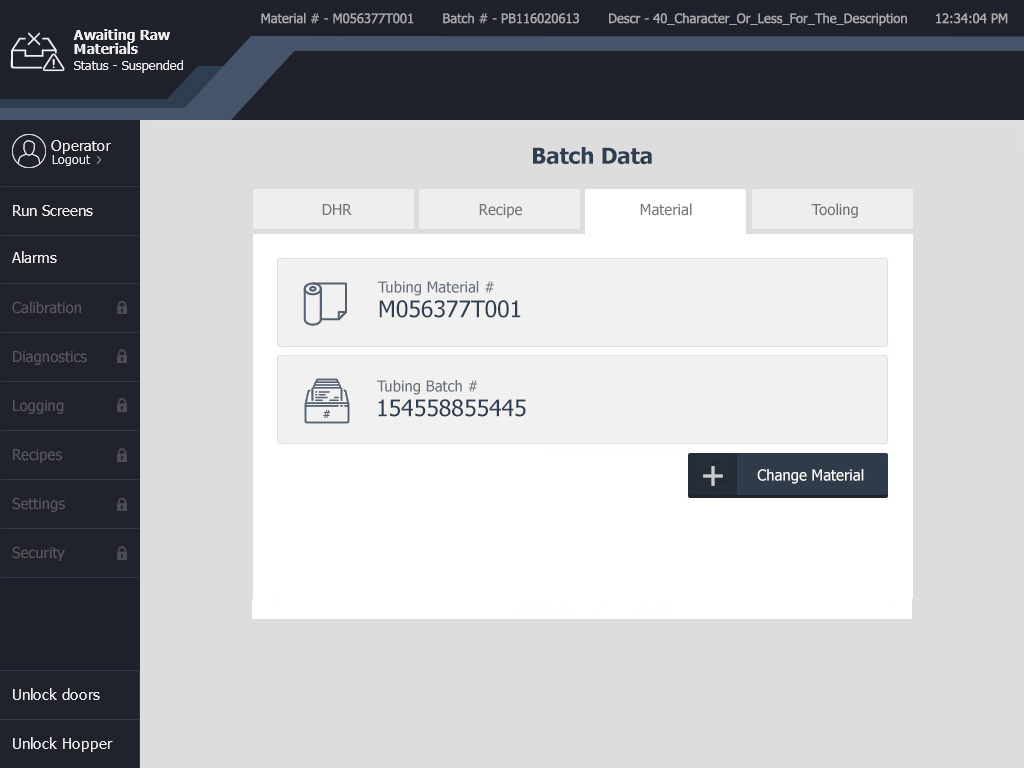 Material # - M056377T001 Batch # - PB116020613 Descr - 40_Character_Or_Less_For_The_Description 12:34:04 PM
Awaiting Raw
Materials
Status - Suspended
Operator
Logout >
Run Screens
Alarms
Calibration
Diagnostics
Logging
Recipes
Settings
Security
Unlock doors
Unlock Hopper
Batch Data
DHR Recipe Material Tooling
Tubing Material #
M056377T001
Tubing Batch #
154558855445
#
+ Change Material